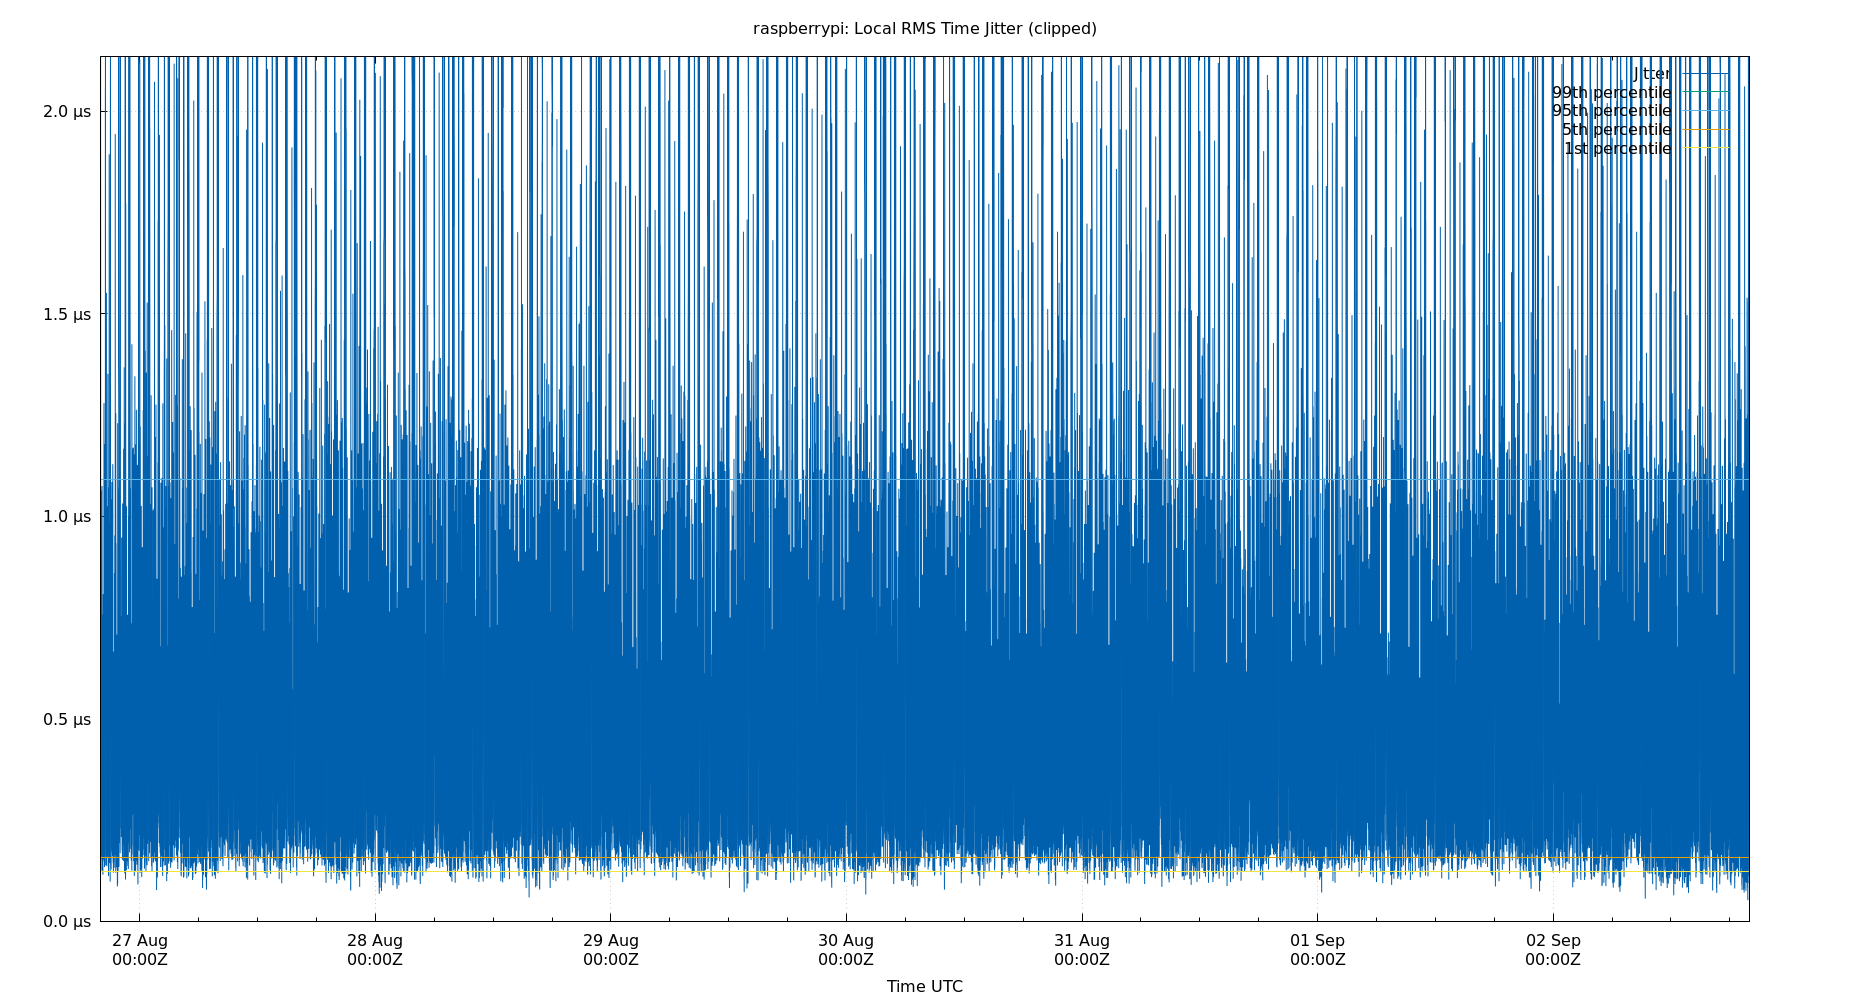 raspberrypi: Local RMS Time Jitter (clipped)
Jitter
99th percentile
95th percentile
5th percentile
1st percentile
2.0 µs
1.5 µs
1.0 µs
0.5 µs
0.0 µs
27 Aug 28 Aug 29 Aug 30 Aug 31 Aug 01 Sep 02 Sep
00:00Z 00:00Z 00:00Z 00:00Z 00:00Z 00:00Z 00:00Z
Time UTC